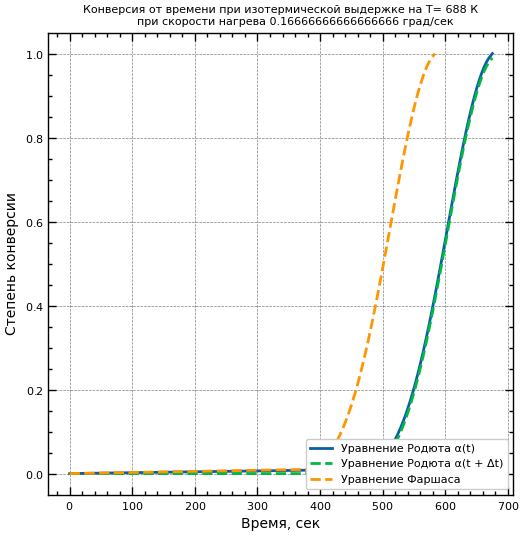 Конверсия от времени при изотермической выдержке на T= 688 К
при скорости нагрева 0.16666666666666666 град/сек
Степень конверсии
1.0
0.8
0.6
0.4
0.2
0.0
Уравнение Родюта α(t)
Уравнение Родюта α(t + Δt)
Уравнение Фаршаса
0 100 200 300 400 500 600 700
Время, сек